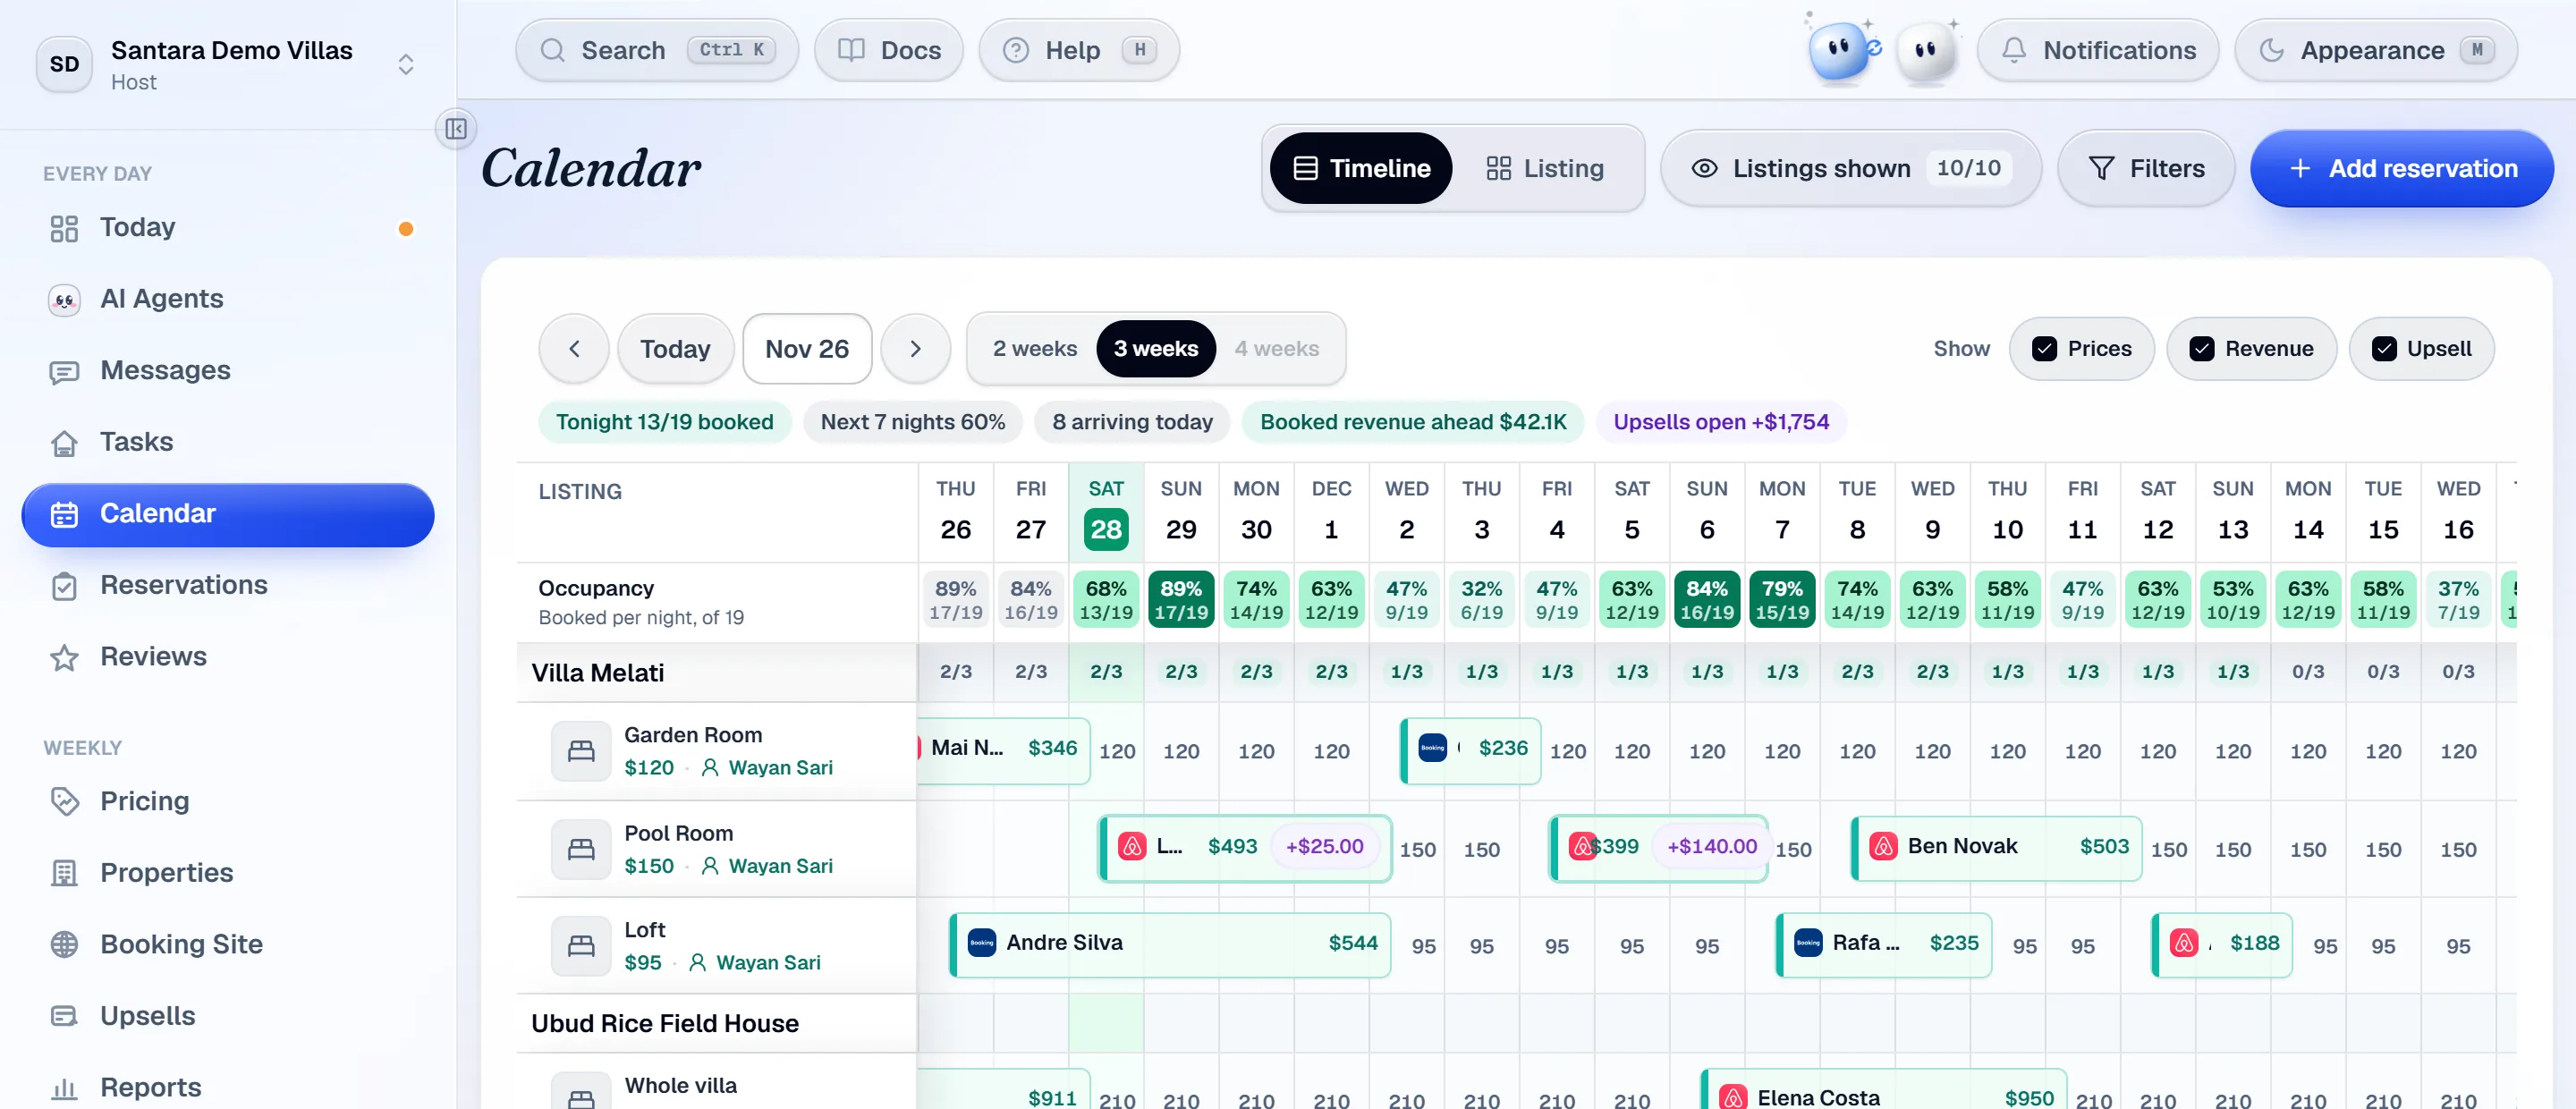 SD
Santara Demo Villas
Host
Search Ctrl K
Docs
Help H
Notifications
Appearance M
EVERY DAY
Today
AI Agents
Messages
Tasks
Calendar
Reservations
Reviews
WEEKLY
Pricing
Properties
Booking Site
Upsells
Reports
Calendar
Timeline
Listing
Listings shown 10/10
Filters
Add reservation
Today
Nov 26
2 weeks
3 weeks
4 weeks
Show
Prices
Revenue
Upsell
Tonight 13/19 booked
Next 7 nights 60%
8 arriving today
Booked revenue ahead $42.1K
Upsells open +$1,754
LISTING
THU FRI SAT SUN MON DEC WED THU FRI SAT SUN MON TUE WED THU FRI SAT SUN MON TUE WED
26 27 28 29 30 1 2 3 4 5 6 7 8 9 10 11 12 13 14 15 16
Occupancy
Booked per night, of 19
89% 84% 68% 89% 74% 63% 47% 32% 47% 63% 84% 79% 74% 63% 58% 47% 63% 53% 63% 58% 37%
17/19 16/19 13/19 17/19 14/19 12/19 9/19 6/19 9/19 12/19 16/19 15/19 14/19 12/19 11/19 9/19 12/19 10/19 12/19 11/19 7/19
Villa Melati
2/3 2/3 2/3 2/3 2/3 2/3 1/3 1/3 1/3 1/3 1/3 1/3 2/3 2/3 1/3 1/3 1/3 1/3 0/3 0/3 0/3
Garden Room
$120 · Wayan Sari
Mai N... $346 120 120 120 120 Booking $236 120 120 120 120 120 120 120 120 120 120 120 120 120
Pool Room
$150 · Wayan Sari
L... $493 +$25.00 150 150 $399 +$140.00 150 Ben Novak $503 150 150 150 150 150
Loft
$95 · Wayan Sari
Booking Andre Silva $544 95 95 95 95 95 Booking Rafa ... $235 95 95 $188 95 95 95
Ubud Rice Field House
Whole villa
$911 210 210 210 210 210 210 210 210 Elena Costa $950 210 210 210 210 210 210